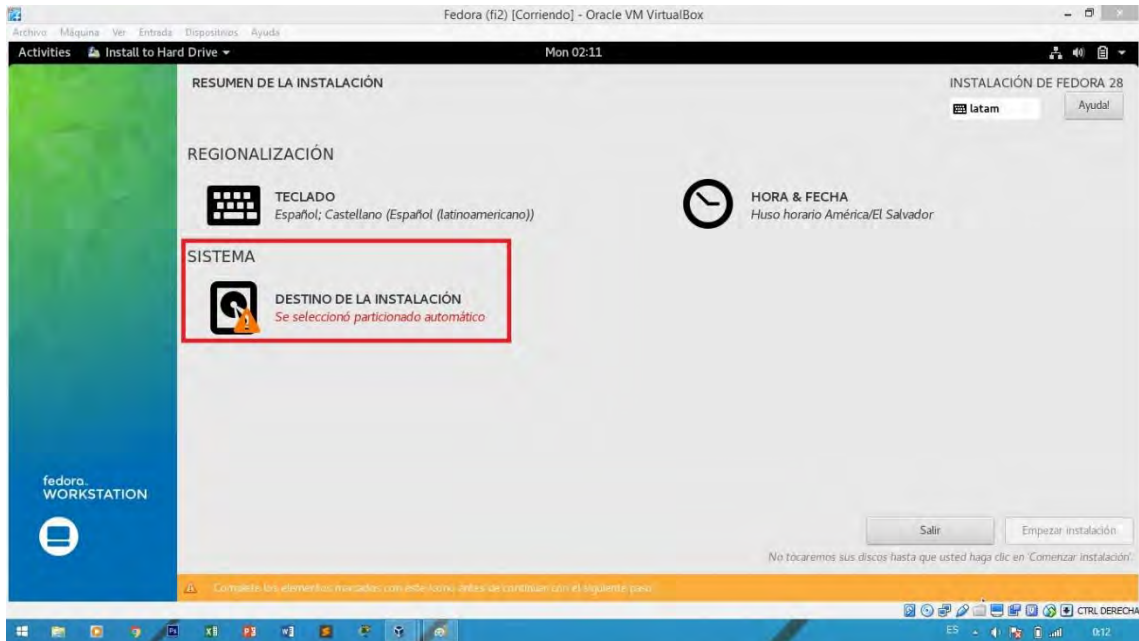 Fedora (fi2) [Corriendo] - Oracle VM VirtualBox
Archivo Máquina Ver Entrada Dispositivos Ayuda
Activities Install to Hard Drive Mon 02:11
RESUMEN DE LA INSTALACIÓN
INSTALACIÓN DE FEDORA 28
latam
Ayuda!
REGIONALIZACIÓN
TECLADO
Español; Castellano (Español (latinoamericano))
HORA & FECHA
Huso horario América/El Salvador
SISTEMA
DESTINO DE LA INSTALACIÓN
Se seleccionó particionado automático
fedora.
WORKSTATION
Salir
Empezar instalación
No tocaremos sus discos hasta que usted haga clic en 'Comenzar instalación'.
Complete los elementos marcados con este icono antes de continuar con el siguiente paso.
CTRL DERECHA
ES
0:12